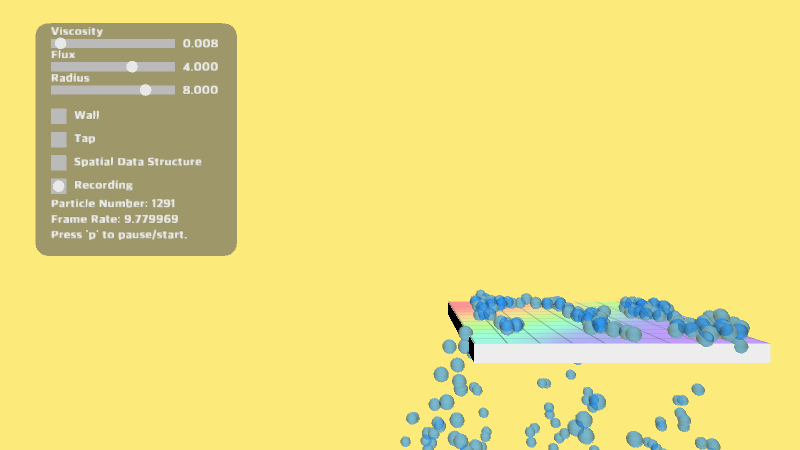 Viscosity
0.008
Flux
4.000
Radius
8.000
Wall
Tap
Spatial Data Structure
Recording
Particle Number: 1291
Frame Rate: 9.779969
Press `p` to pause/start.